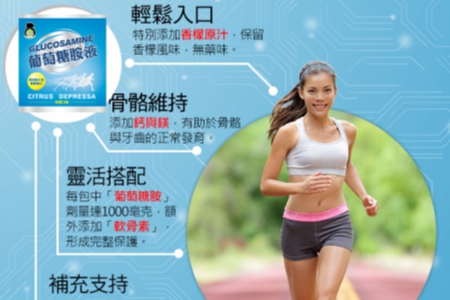 輕鬆入口
特別添加香檬原汁，保留
香檬風味，無藥味。
GLUCOSAMINE
葡萄糖胺液
CITRUS DEPRESSA
骨骼維持
添加鈣與鎂，有助於骨骼
與牙齒的正常發育。
靈活搭配
每包中「葡萄糖胺」
劑量達1000毫克，額
外添加「軟骨素」，
形成完整保護。
補充支持